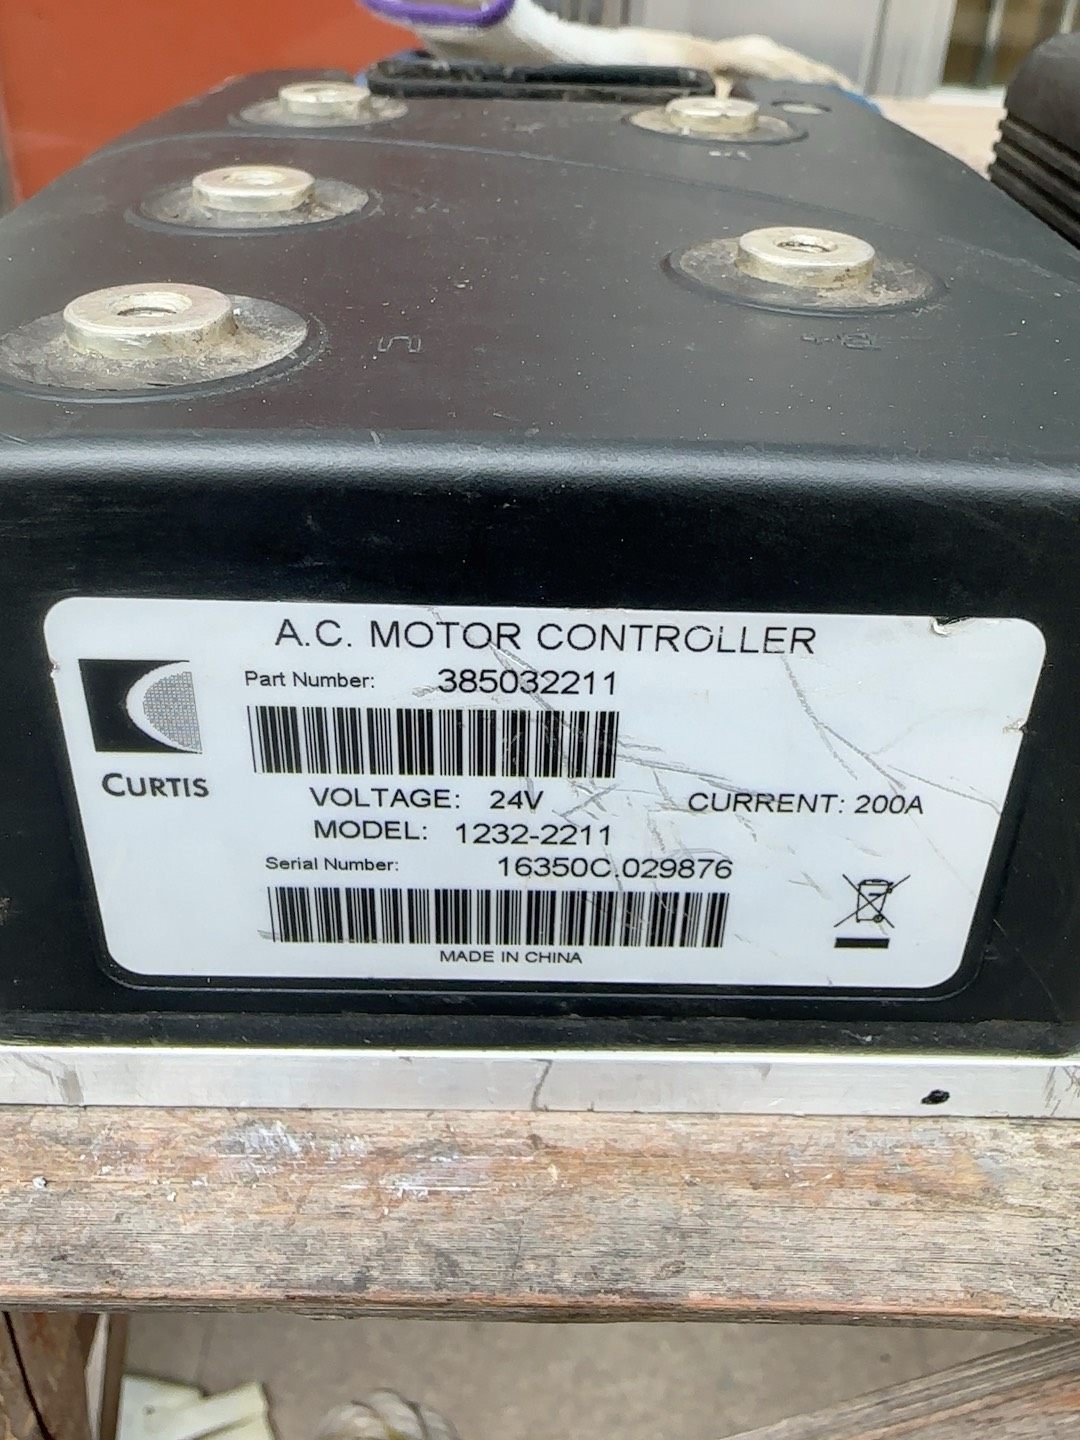 A.C. MOTOR CONTROLLER
Part Number: 385032211
CURTIS
VOLTAGE: 24V CURRENT: 200A
MODEL: 1232-2211
Serial Number: 16350C.029876
MADE IN CHINA